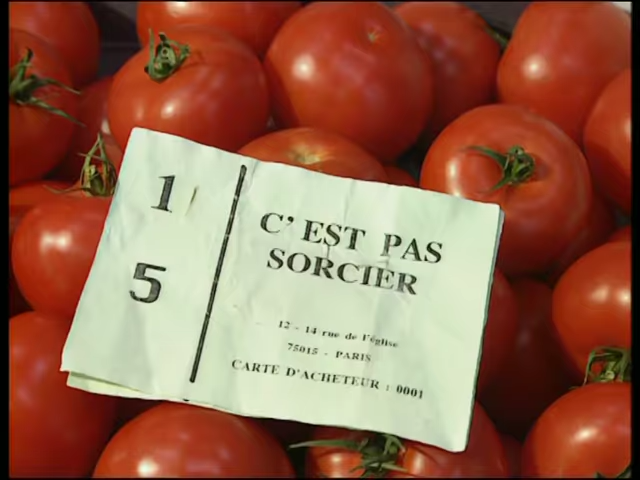 1
5
C'EST PAS
SORCIER
12 - 14 rue de l'église
75015 - PARIS
CARTE D'ACHETEUR : 0001